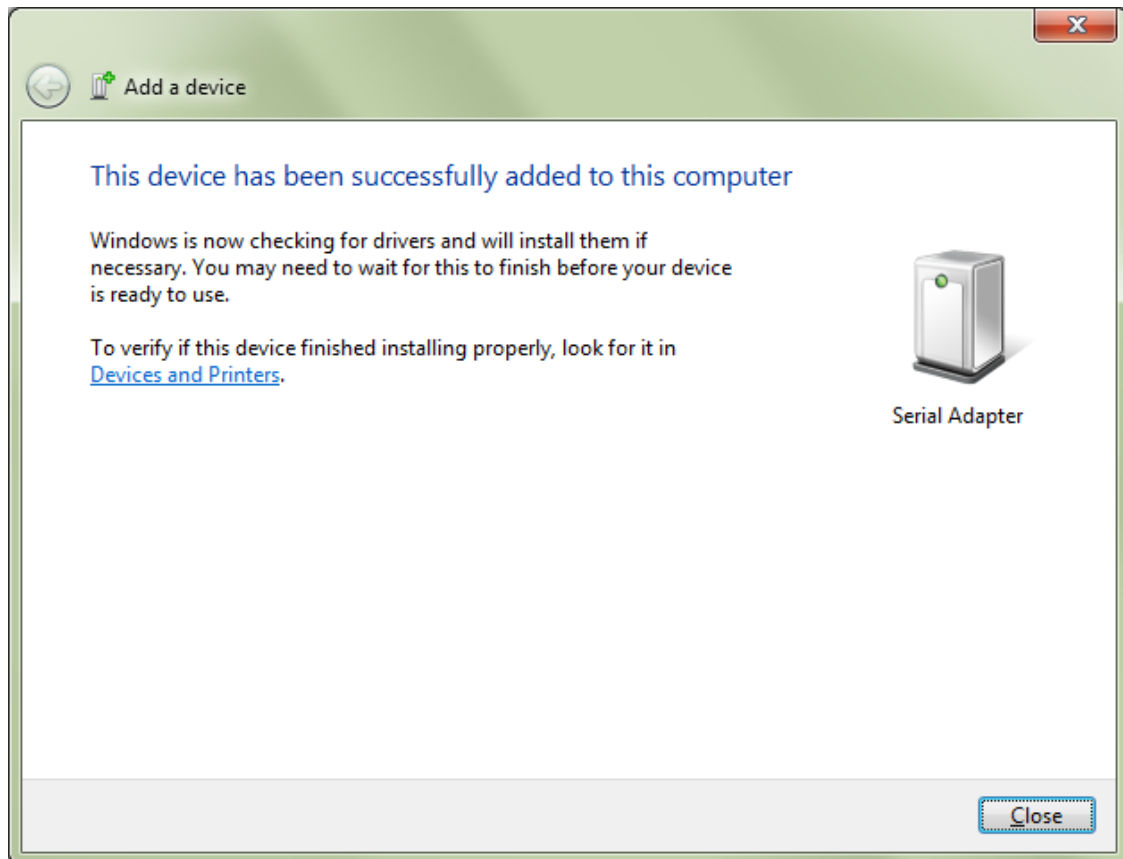 Add a device
This device has been successfully added to this computer
Windows is now checking for drivers and will install them if
necessary. You may need to wait for this to finish before your device
is ready to use.
To verify if this device finished installing properly, look for it in
Devices and Printers.
Serial Adapter
Close